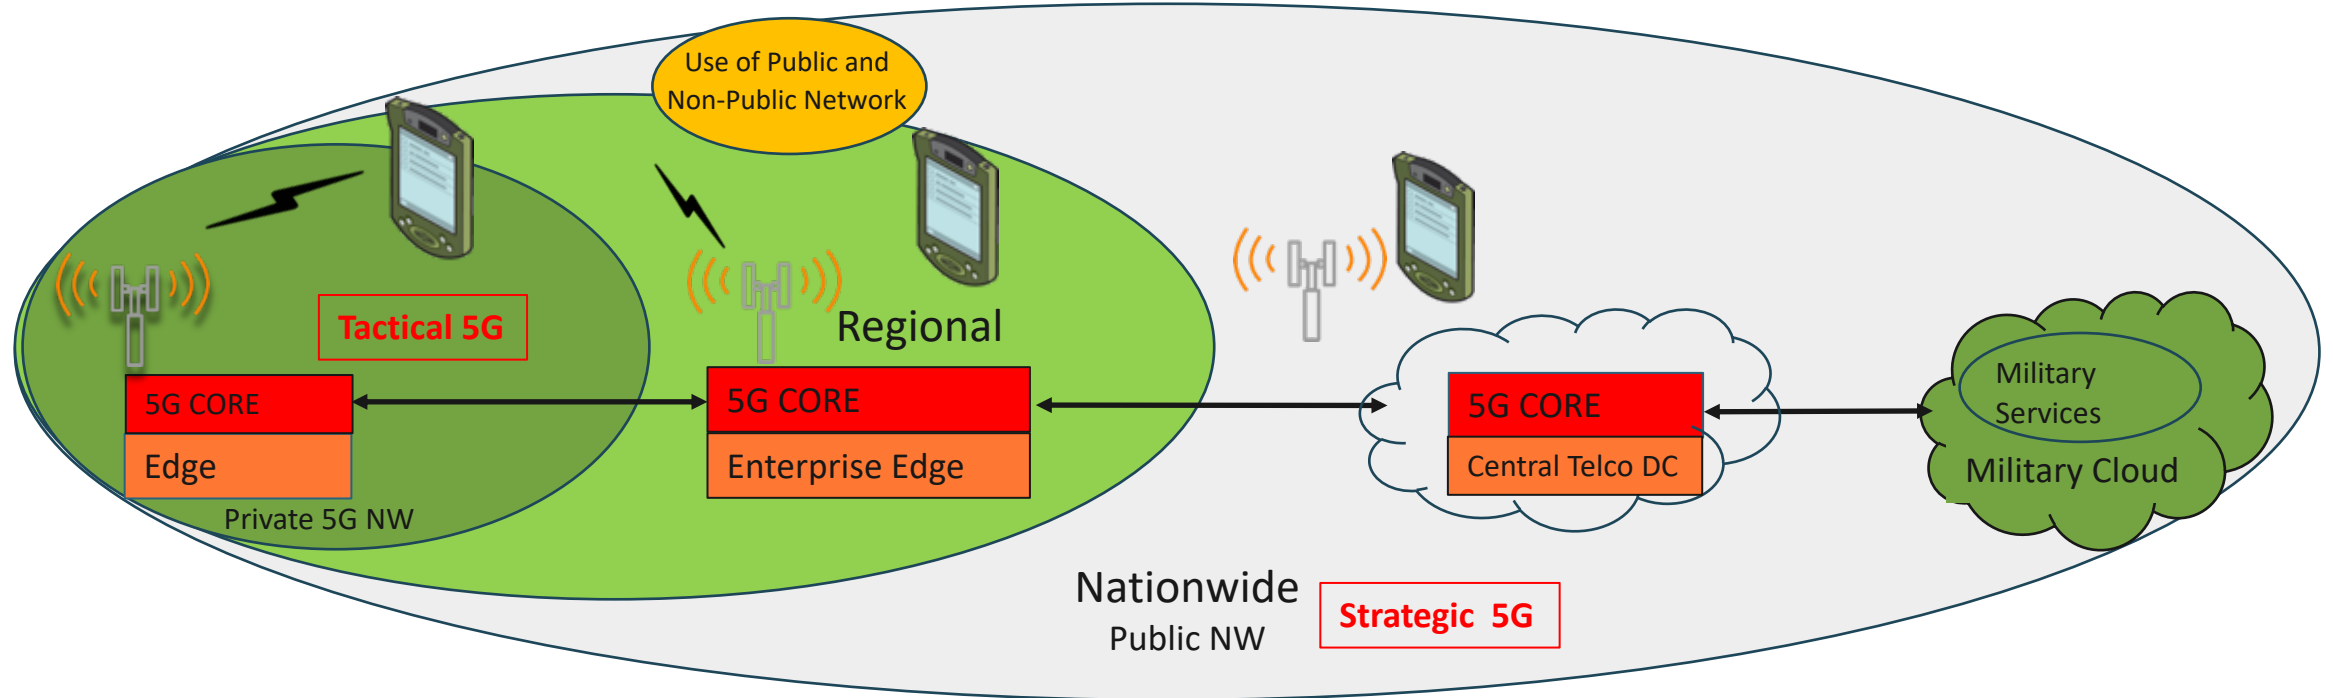 Use of Public and
Non-Public Network
Tactical 5G
Regional
5G CORE
Edge
Private 5G NW
5G CORE
Enterprise Edge
5G CORE
Central Telco DC
Military
Services
Military Cloud
Nationwide
Public NW
Strategic 5G